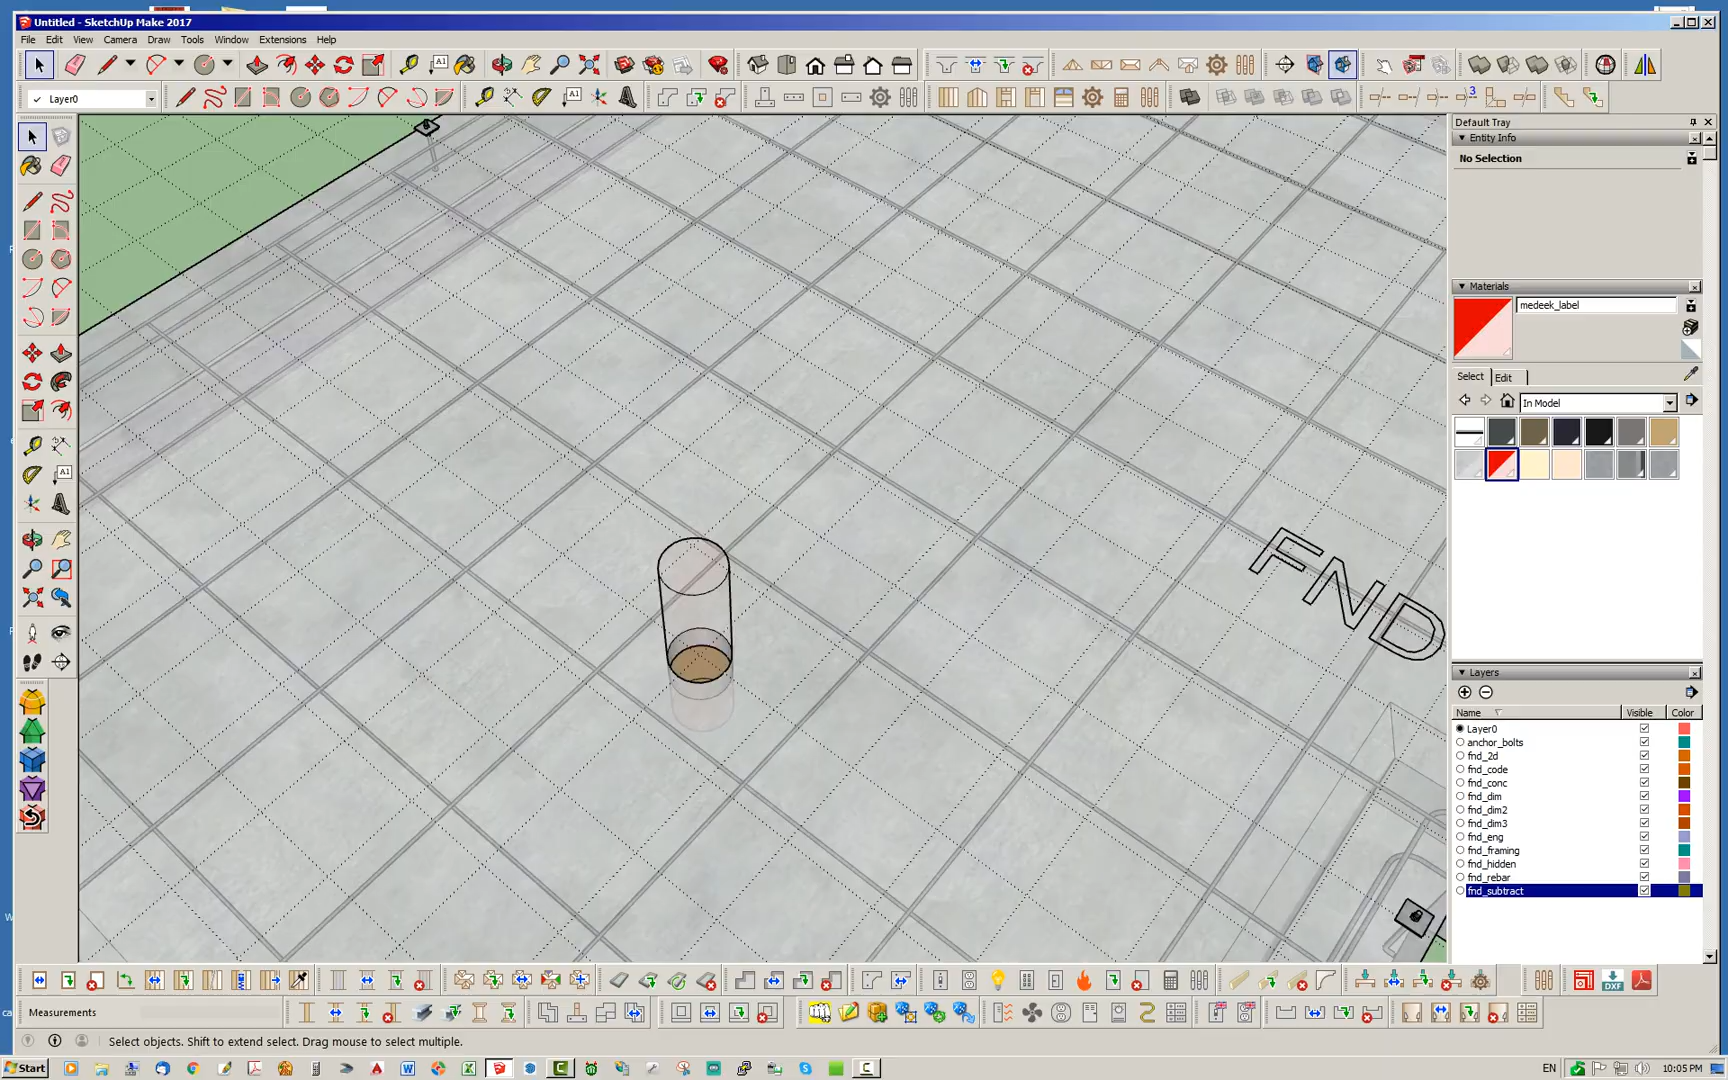 Untitled - SketchUp Make 2017
File Edit View Camera Draw Tools Window Extensions Help
Layer0
Default Tray
Entity Info
No Selection
Materials
medeek_label
Select Edit
In Model
FND
Layers
Name Visible Color
Layer0
anchor_bolts
fnd_2d
fnd_code
fnd_conc
fnd_dim
fnd_dim2
fnd_dim3
fnd_eng
fnd_framing
fnd_hidden
fnd_rebar
fnd_subtract
Measurements
Select objects. Shift to extend select. Drag mouse to select multiple.
Start
EN
10:05 PM